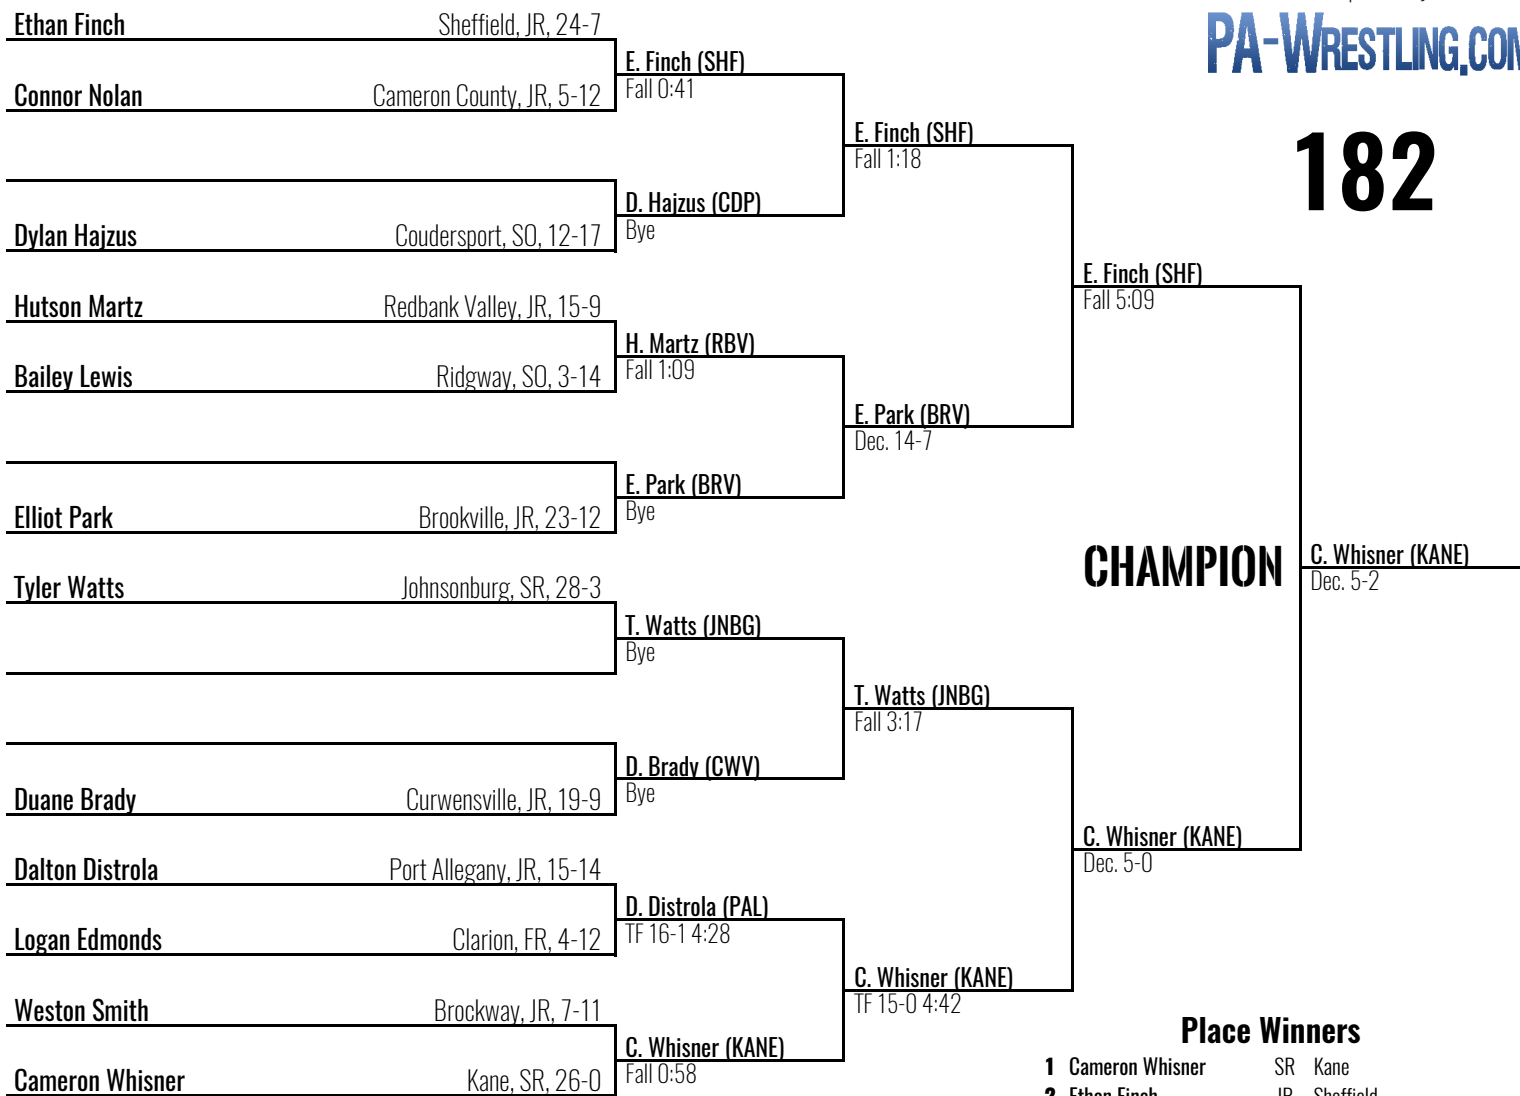 Ethan Finch Sheffield, JR, 24-7
E. Finch (SHF)
Fall 0:41
Connor Nolan Cameron County, JR, 5-12
E. Finch (SHF)
Fall 1:18
D. Hajzus (CDP)
Bye
Dylan Hajzus Coudersport, SO, 12-17
E. Finch (SHF)
Fall 5:09
Hutson Martz Redbank Valley, JR, 15-9
H. Martz (RBV)
Fall 1:09
Bailey Lewis Ridgway, SO, 3-14
E. Park (BRV)
Dec. 14-7
E. Park (BRV)
Bye
Elliot Park Brookville, JR, 23-12
CHAMPION
C. Whisner (KANE)
Dec. 5-2
Tyler Watts Johnsonburg, SR, 28-3
T. Watts (JNBG)
Bye
T. Watts (JNBG)
Fall 3:17
D. Brady (CWV)
Bye
Duane Brady Curwensville, JR, 19-9
C. Whisner (KANE)
Dec. 5-0
Dalton Distrola Port Allegany, JR, 15-14
D. Distrola (PAL)
TF 16-1 4:28
Logan Edmonds Clarion, FR, 4-12
C. Whisner (KANE)
TF 15-0 4:42
Weston Smith Brockway, JR, 7-11
C. Whisner (KANE)
Fall 0:58
Cameron Whisner Kane, SR, 26-0
PA-WRESTLING.COM
182
Place Winners
1 Cameron Whisner SR Kane
2 Ethan Finch JR Sheffield